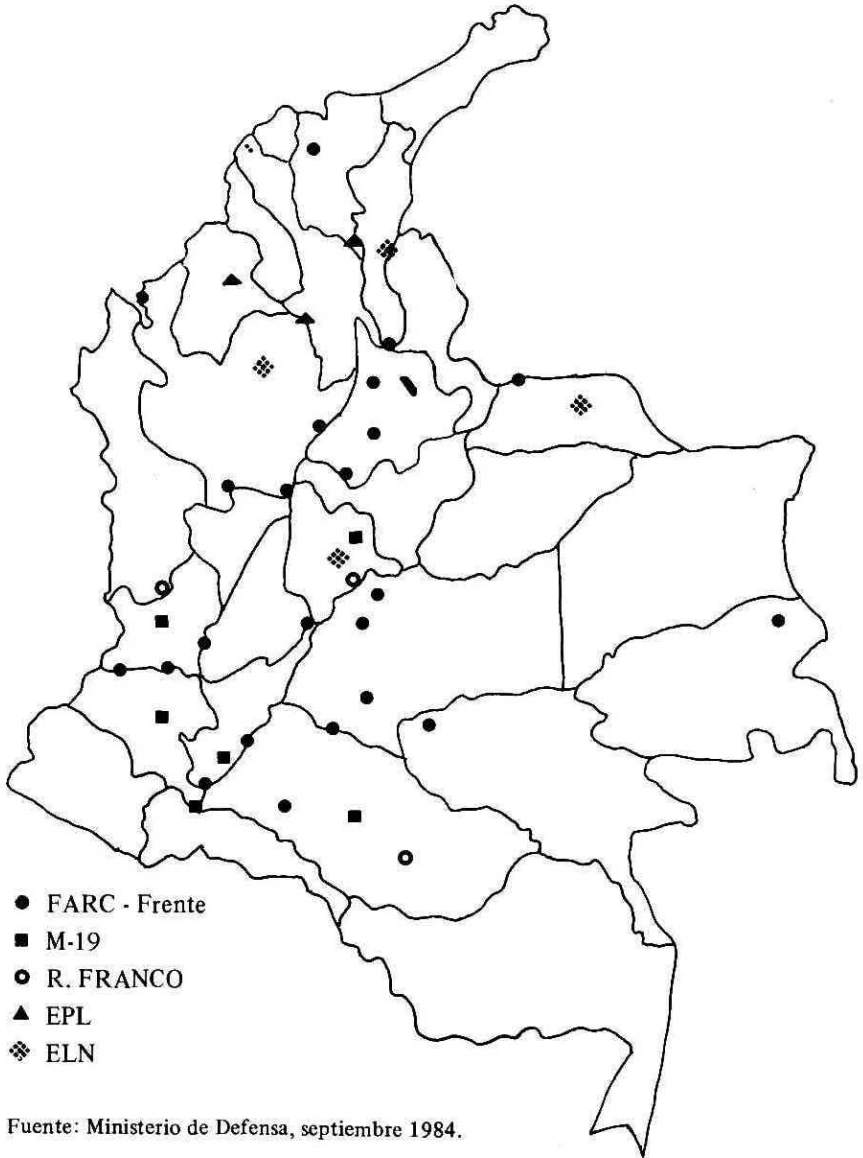 FARC - Frente
M-19
R. FRANCO
EPL
ELN
Fuente: Ministerio de Defensa, septiembre 1984.